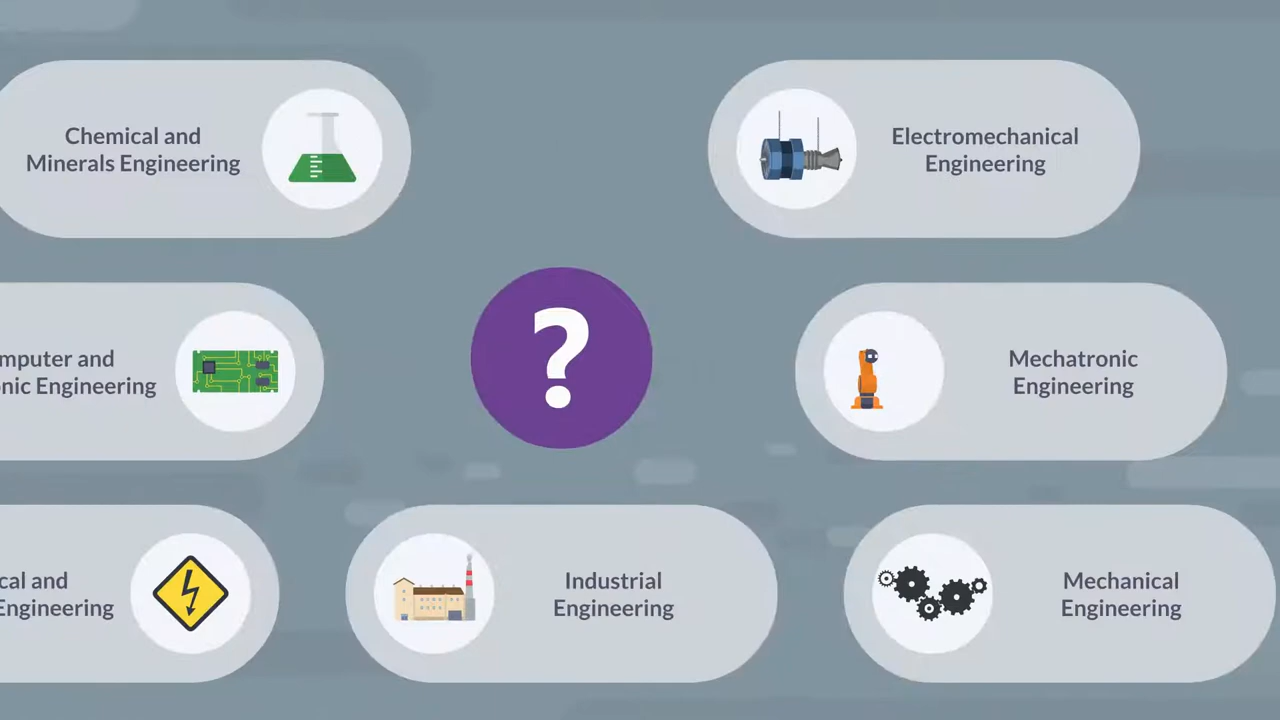 Chemical and
Minerals Engineering
Electromechanical
Engineering
mputer and
nic Engineering
?
Mechatronic
Engineering
cal and
Engineering
Industrial
Engineering
Mechanical
Engineering